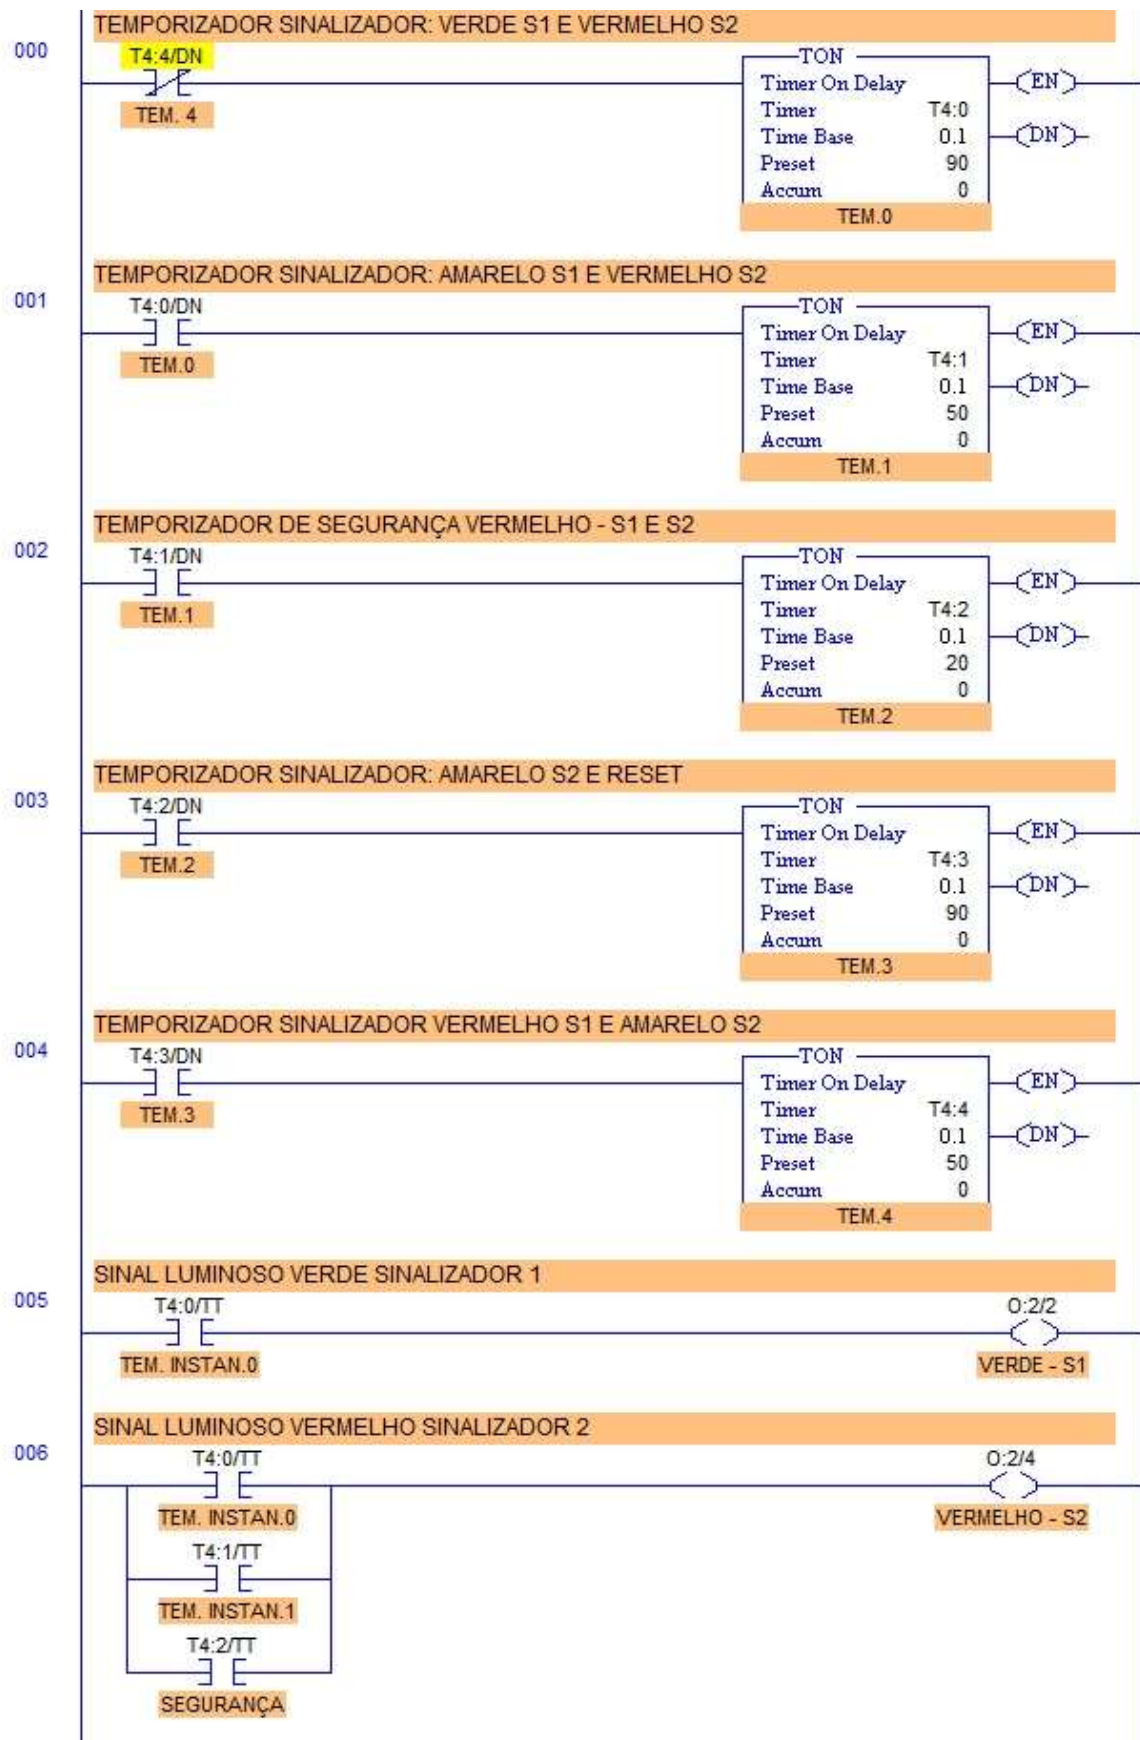 TEMPORIZADOR SINALIZADOR: VERDE S1 E VERMELHO S2
000
T4:4/DN
TEM. 4
TON
Timer On Delay
Timer T4:0
Time Base 0.1
Preset 90
Accum 0
EN
DN
TEM.0
TEMPORIZADOR SINALIZADOR: AMARELO S1 E VERMELHO S2
001
T4:0/DN
TEM.0
TON
Timer On Delay
Timer T4:1
Time Base 0.1
Preset 50
Accum 0
EN
DN
TEM.1
TEMPORIZADOR DE SEGURANÇA VERMELHO - S1 E S2
002
T4:1/DN
TEM.1
TON
Timer On Delay
Timer T4:2
Time Base 0.1
Preset 20
Accum 0
EN
DN
TEM.2
TEMPORIZADOR SINALIZADOR: AMARELO S2 E RESET
003
T4:2/DN
TEM.2
TON
Timer On Delay
Timer T4:3
Time Base 0.1
Preset 90
Accum 0
EN
DN
TEM.3
TEMPORIZADOR SINALIZADOR VERMELHO S1 E AMARELO S2
004
T4:3/DN
TEM.3
TON
Timer On Delay
Timer T4:4
Time Base 0.1
Preset 50
Accum 0
EN
DN
TEM.4
SINAL LUMINOSO VERDE SINALIZADOR 1
005
T4:0/TT
TEM. INSTAN.0
O:2/2
VERDE - S1
SINAL LUMINOSO VERMELHO SINALIZADOR 2
006
T4:0/TT
TEM. INSTAN.0
O:2/4
VERMELHO - S2
T4:1/TT
TEM. INSTAN.1
T4:2/TT
SEGURANÇA